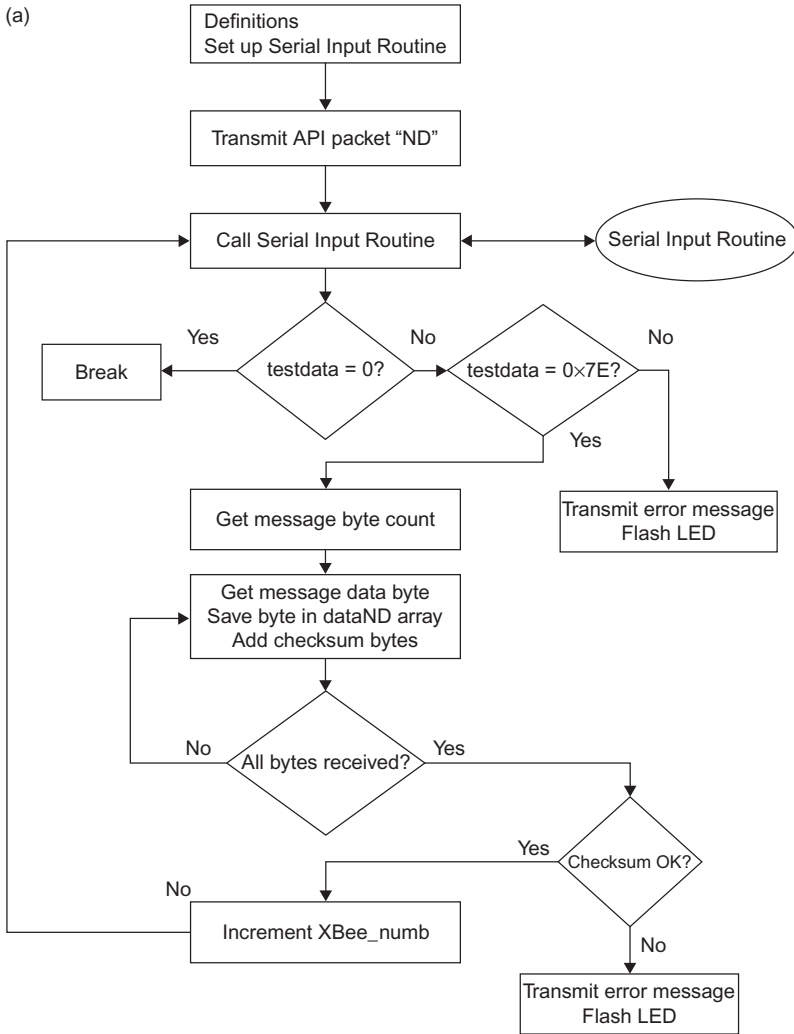 (a)
Definitions
Set up Serial Input Routine
Transmit API packet “ND”
Call Serial Input Routine
Serial Input Routine
Yes
No
No
Break
testdata = 0?
testdata = 0×7E?
Yes
Get message byte count
Transmit error message
Flash LED
Get message data byte
Save byte in dataND array
Add checksum bytes
No
All bytes received?
Yes
Yes
Checksum OK?
No
Increment XBee_numb
No
Transmit error message
Flash LED